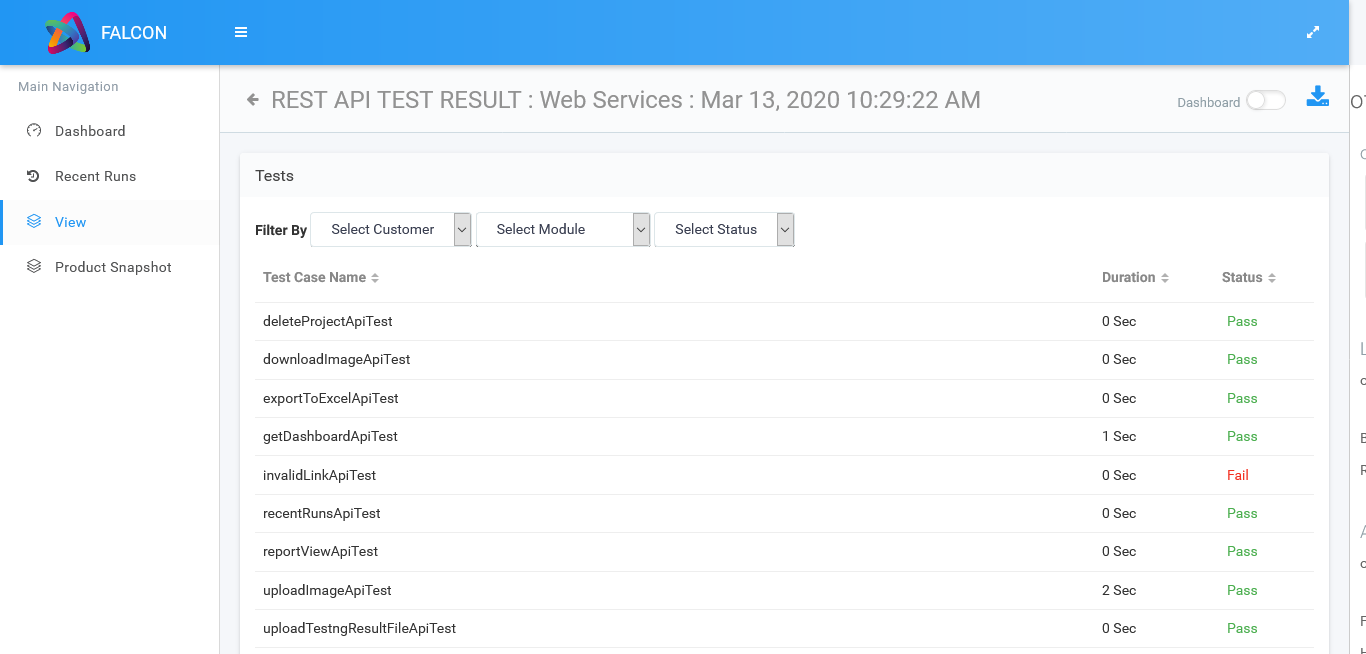 FALCON
Main Navigation
Dashboard
Recent Runs
View
Product Snapshot
REST API TEST RESULT : Web Services : Mar 13, 2020 10:29:22 AM
Dashboard
Tests
Filter By Select Customer Select Module Select Status
Test Case Name Duration Status
deleteProjectApiTest 0 Sec Pass
downloadImageApiTest 0 Sec Pass
exportToExcelApiTest 0 Sec Pass
getDashboardApiTest 1 Sec Pass
invalidLinkApiTest 0 Sec Fail
recentRunsApiTest 0 Sec Pass
reportViewApiTest 0 Sec Pass
uploadImageApiTest 2 Sec Pass
uploadTestngResultFileApiTest 0 Sec Pass